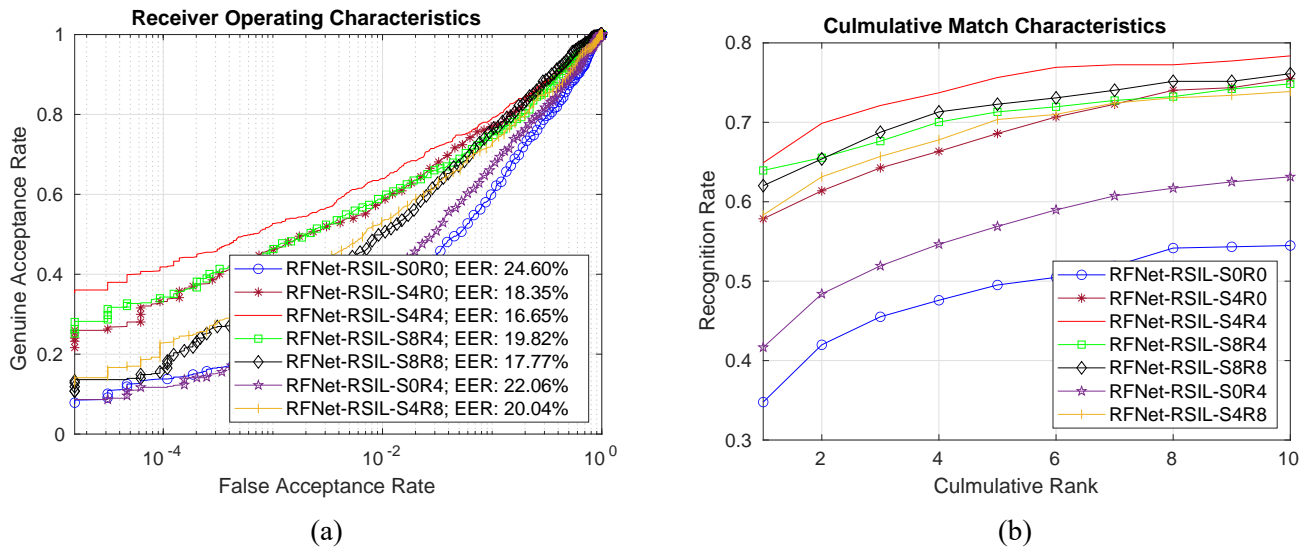 Receiver Operating Characteristics
1
0.8
0.6
0.4
0.2
0
Genuine Acceptance Rate
RFNet-RSIL-S0R0; EER: 24.60%
RFNet-RSIL-S4R0; EER: 18.35%
RFNet-RSIL-S4R4; EER: 16.65%
RFNet-RSIL-S8R4; EER: 19.82%
RFNet-RSIL-S8R8; EER: 17.77%
RFNet-RSIL-S0R4; EER: 22.06%
RFNet-RSIL-S4R8; EER: 20.04%
10^-4 10^-2 10^0
False Acceptance Rate
(a)
Culmulative Match Characteristics
0.8
0.7
0.6
0.5
0.4
0.3
Recognition Rate
RFNet-RSIL-S0R0
RFNet-RSIL-S4R0
RFNet-RSIL-S4R4
RFNet-RSIL-S8R4
RFNet-RSIL-S8R8
RFNet-RSIL-S0R4
RFNet-RSIL-S4R8
2 4 6 8 10
Culmulative Rank
(b)